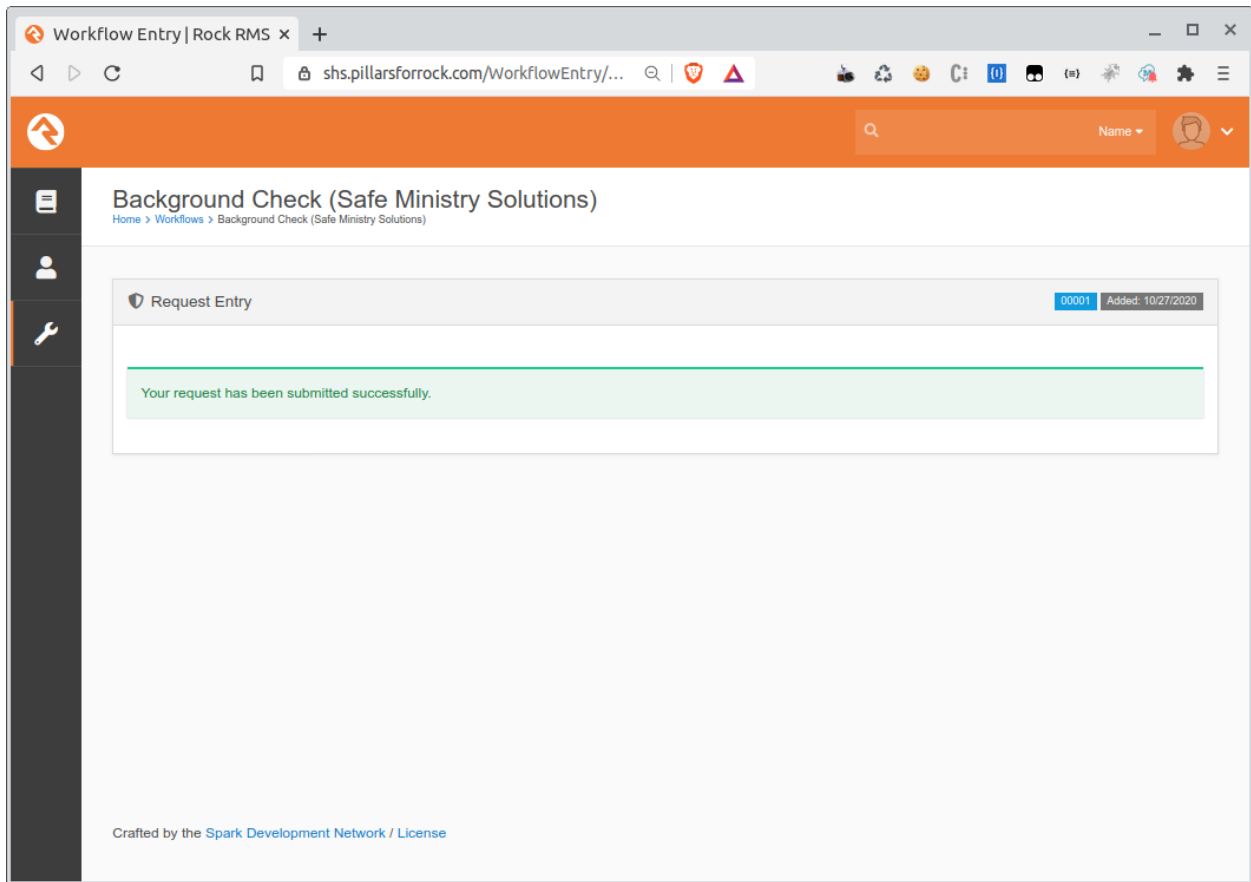 Workflow Entry | Rock RMS
shs.pillarsforrock.com/WorkflowEntry/...
Name
Background Check (Safe Ministry Solutions)
Home > Workflows > Background Check (Safe Ministry Solutions)
Request Entry
00001
Added: 10/27/2020
Your request has been submitted successfully.
Crafted by the Spark Development Network / License